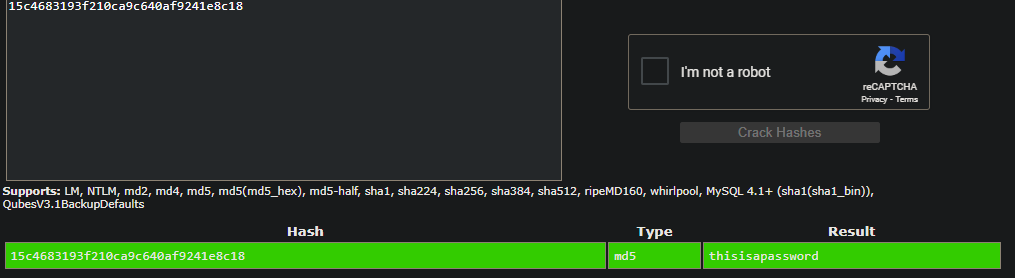 15c4683193f210ca9c640af9241e8c18
I'm not a robot
reCAPTCHA
Privacy - Terms
Crack Hashes
Supports: LM, NTLM, md2, md4, md5, md5(md5_hex), md5-half, sha1, sha224, sha256, sha384, sha512, ripeMD160, whirlpool, MySQL 4.1+ (sha1(sha1_bin)),
QubesV3.1BackupDefaults
Hash Type Result
15c4683193f210ca9c640af9241e8c18 md5 thisisapassword